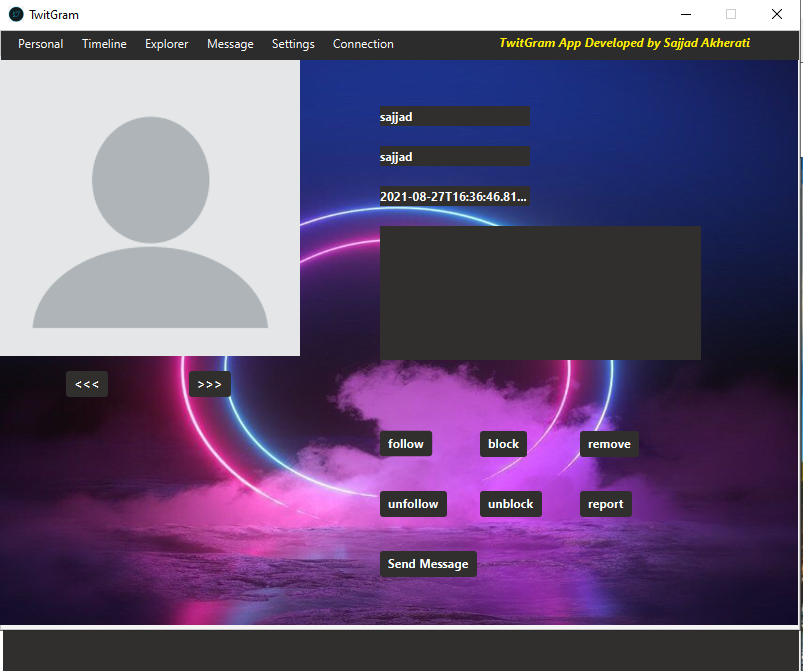 TwitGram
Personal Timeline Explorer Message Settings Connection TwitGram App Developed by Sajjad Akherati
sajjad
sajjad
2021-08-27T16:36:46.81...
<<< >>>
follow block remove
unfollow unblock report
Send Message